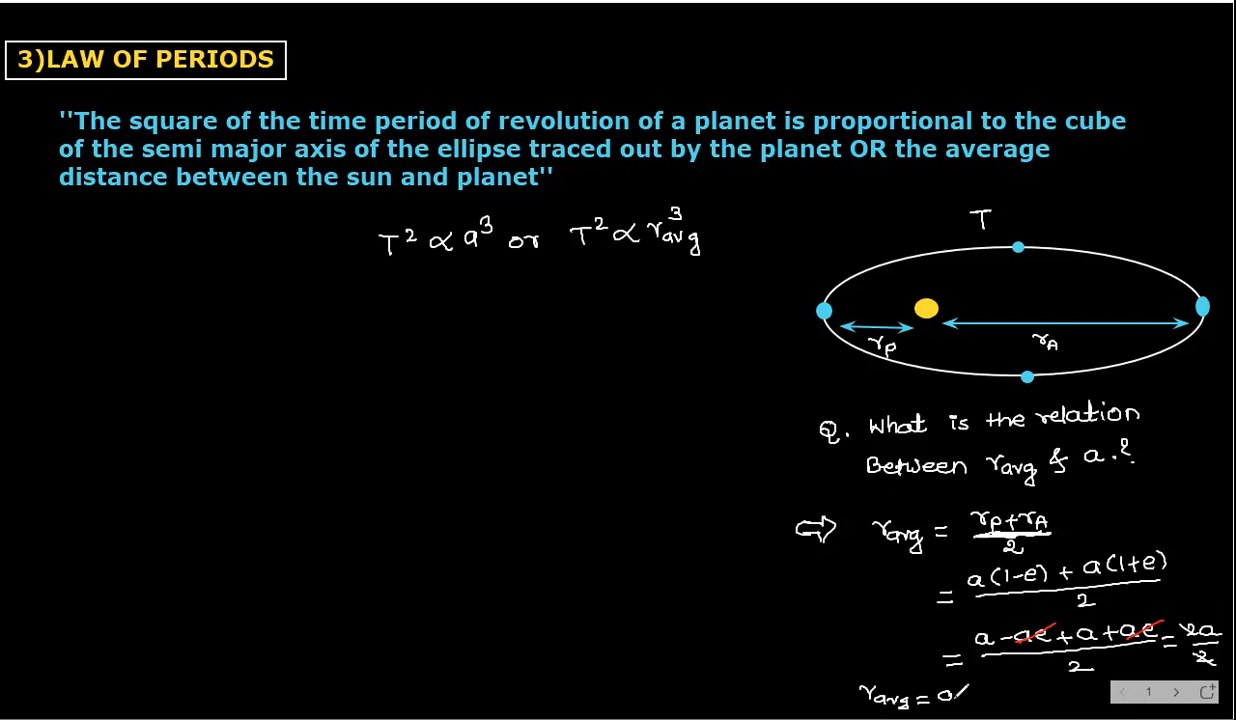 3)LAW OF PERIODS
''The square of the time period of revolution of a planet is proportional to the cube
of the semi major axis of the ellipse traced out by the planet OR the average
distance between the sun and planet''
T² ∝ a³ or T² ∝ r³avg
T
rp
rA
Q. What is the relation
Between ravg & a.?
⇒ ravg = (rp+rA)/2
= (a(1-e) + a(1+e))/2
= (a-ae+a+ae)/2 = 2a/2
ravg = a
1